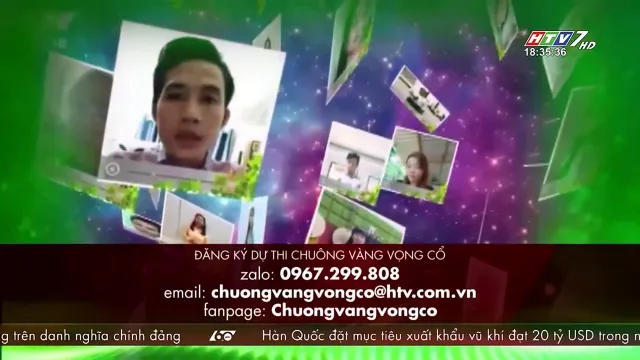 HTV7 HD
18:35:36
ĐĂNG KÝ DỰ THI CHUÔNG VÀNG VỌNG CỔ
zalo: 0967.299.808
email: chuongvangvongco@htv.com.vn
fanpage: Chuongvangvongco
trên danh nghĩa chính đảng Hàn Quốc đặt mục tiêu xuất khẩu vũ khí đạt 20 tỷ USD trong